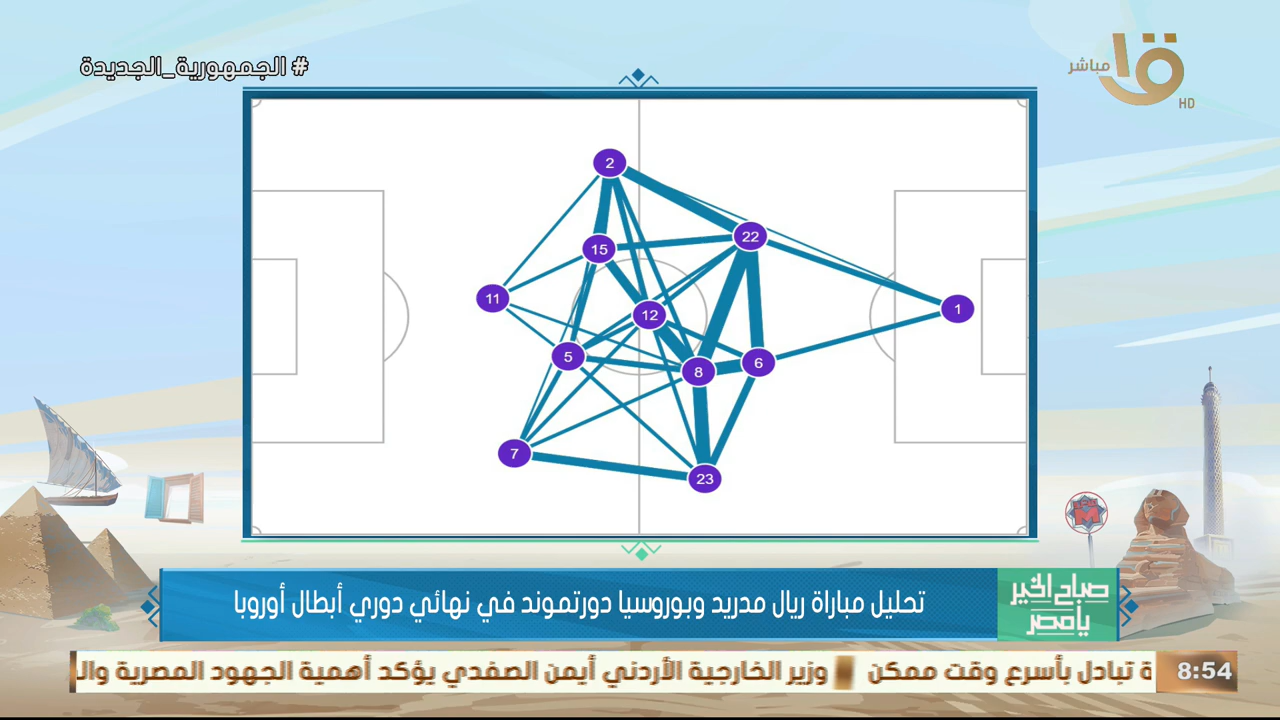 # الجمهورية_الجديدة
مباشر
HD
2
22
15
11
1
12
5
6
8
7
23
صباح الخير
يا مصر
تحليل مباراة ريال مدريد وبوروسيا دورتموند في نهائي دوري أبطال أوروبا
8:54
ة تبادل بأسرع وقت ممكن وزير الخارجية الأردني أيمن الصفدي يؤكد أهمية الجهود المصرية وال